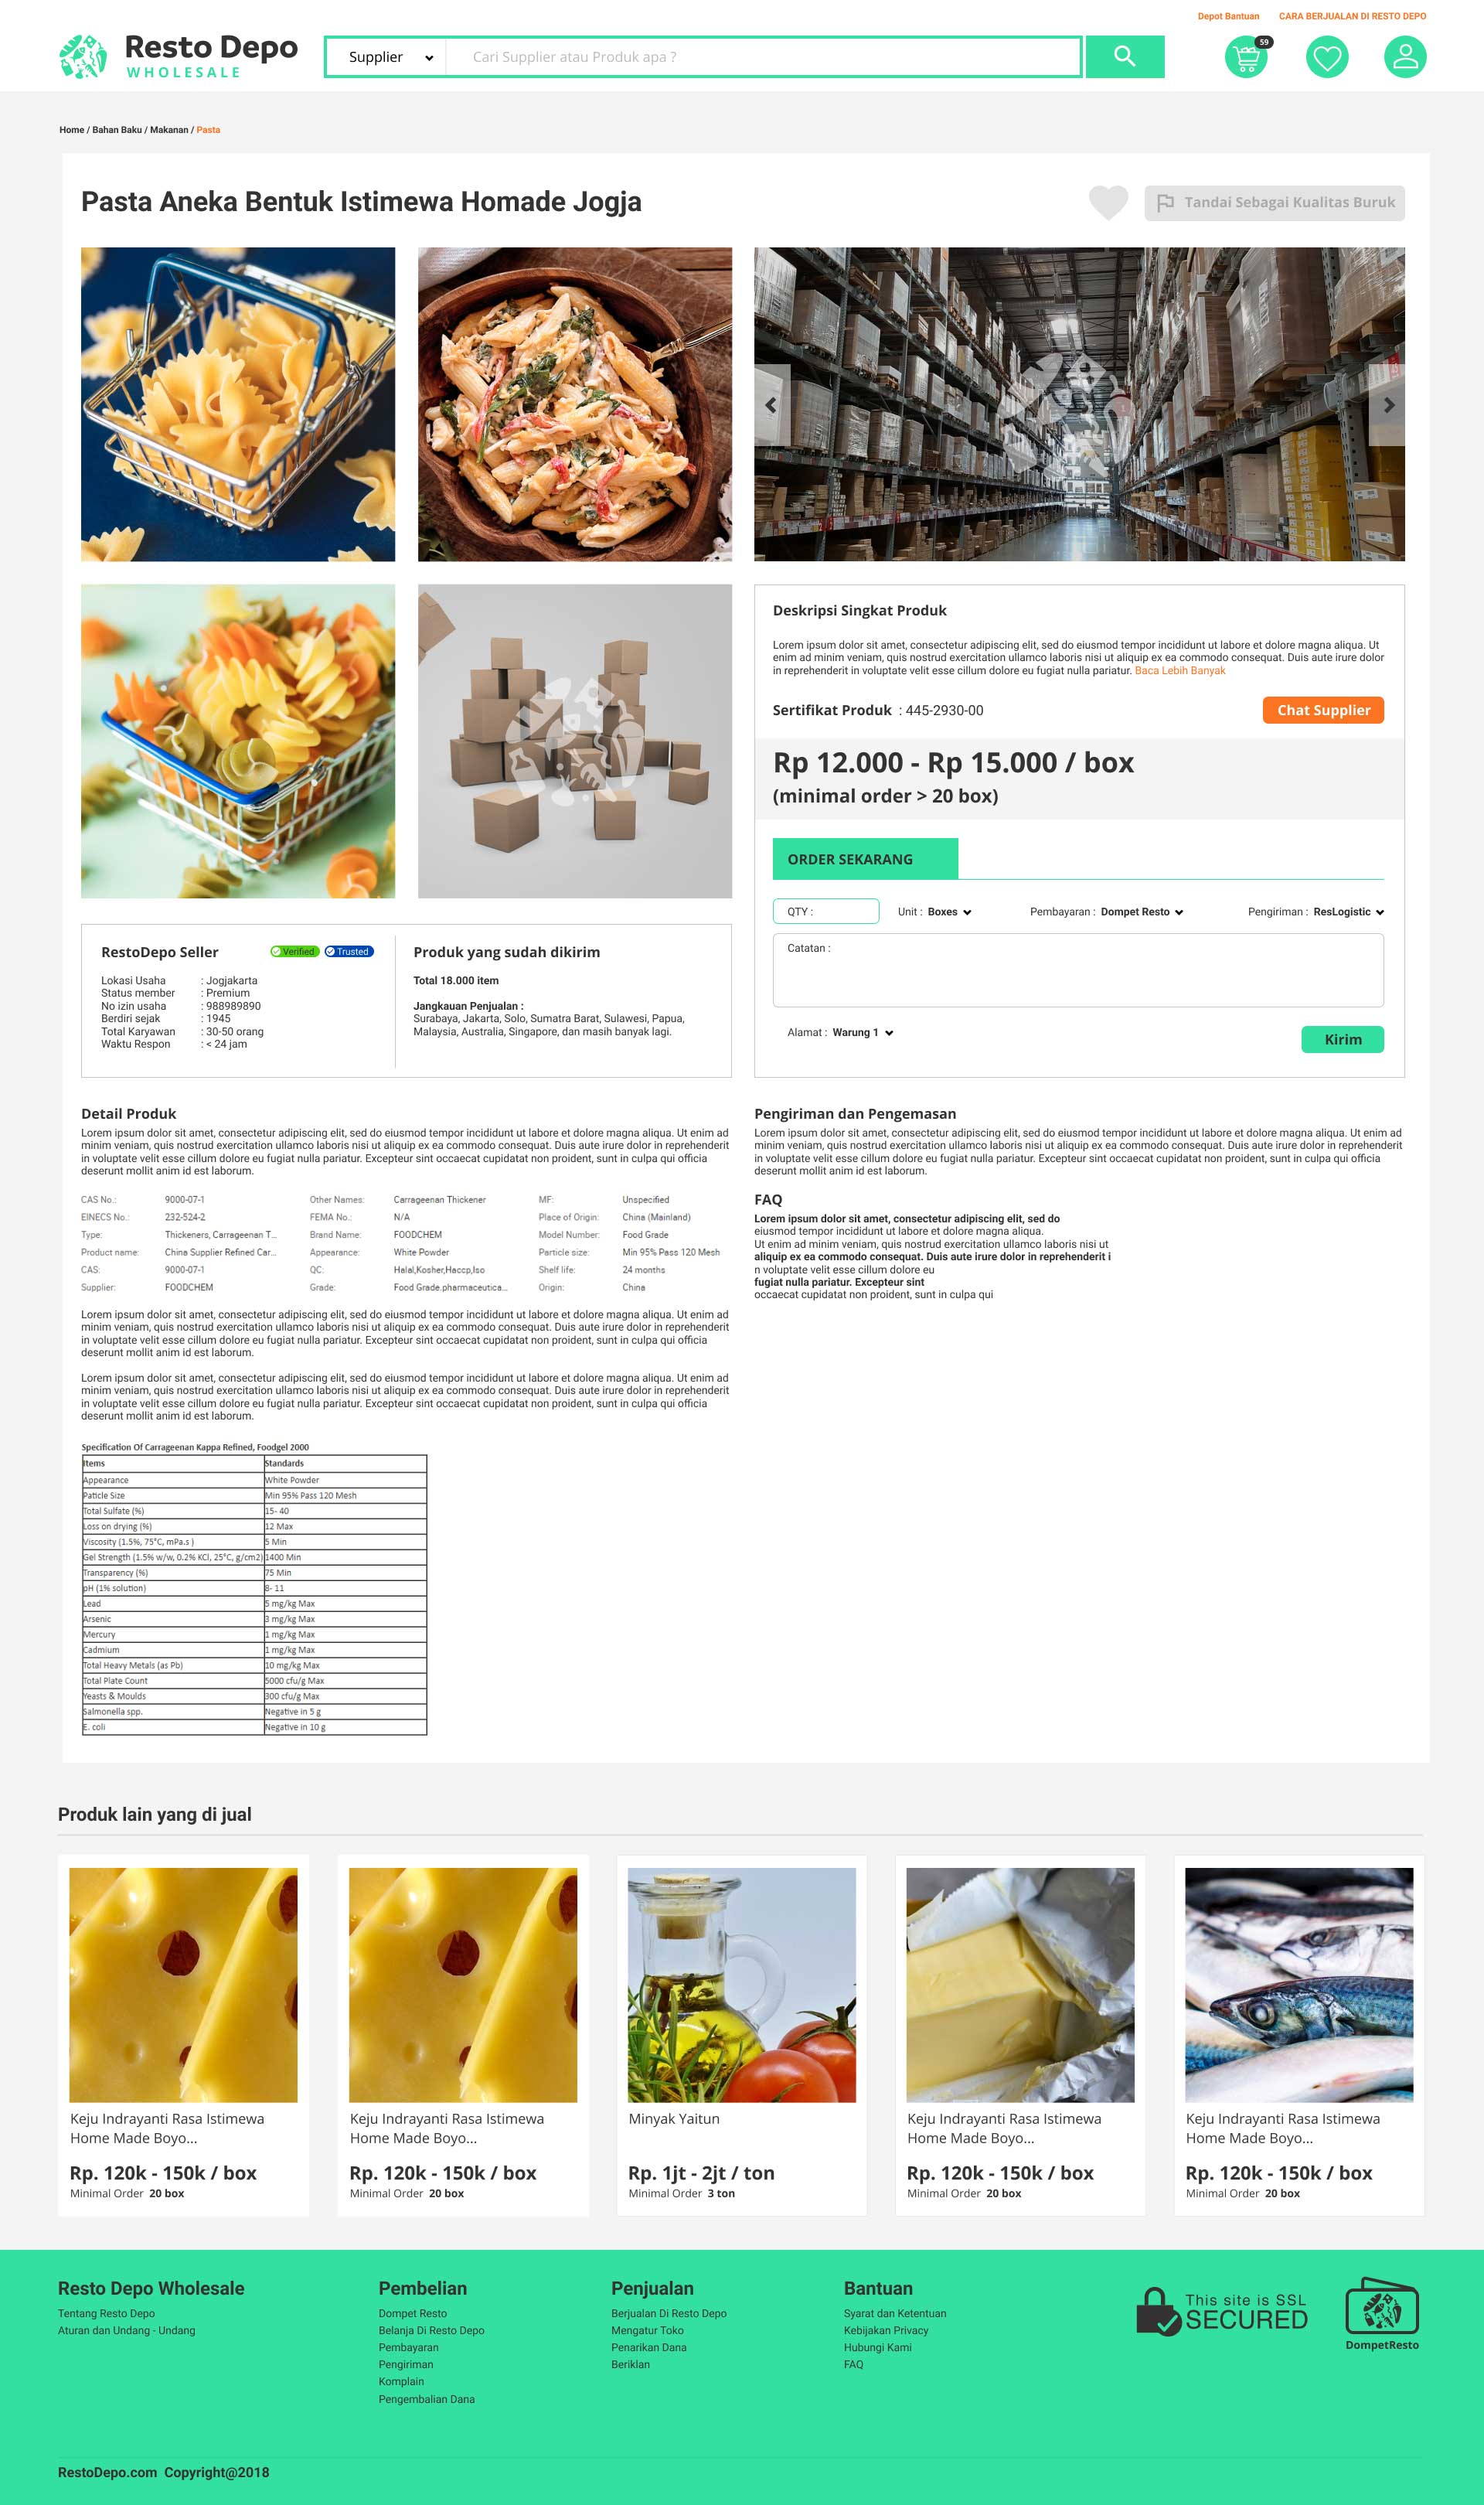 Depot Bantuan CARA BERJUALAN DI RESTO DEPO
Resto Depo
WHOLESALE
Supplier Cari Supplier atau Produk apa ?
59
Home / Bahan Baku / Makanan / Pasta
Pasta Aneka Bentuk Istimewa Homade Jogja
Tandai Sebagai Kualitas Buruk
Deskripsi Singkat Produk
Lorem ipsum dolor sit amet, consectetur adipiscing elit, sed do eiusmod tempor incididunt ut labore et dolore magna aliqua. Ut
enim ad minim veniam, quis nostrud exercitation ullamco laboris nisi ut aliquip ex ea commodo consequat. Duis aute irure dolor
in reprehenderit in voluptate velit esse cillum dolore eu fugiat nulla pariatur. Baca Lebih Banyak
Sertifikat Produk : 445-2930-00
Chat Supplier
Rp 12.000 - Rp 15.000 / box
(minimal order > 20 box)
ORDER SEKARANG
QTY : Unit : Boxes Pembayaran : Dompet Resto Pengiriman : ResLogistic
Catatan :
Alamat : Warung 1
Kirim
RestoDepo Seller Verified Trusted
Lokasi Usaha : Jogjakarta
Status member : Premium
No izin usaha : 988989890
Berdiri sejak : 1945
Total Karyawan : 30-50 orang
Waktu Respon : < 24 jam
Produk yang sudah dikirim
Total 18.000 item
Jangkauan Penjualan :
Surabaya, Jakarta, Solo, Sumatra Barat, Sulawesi, Papua,
Malaysia, Australia, Singapore, dan masih banyak lagi.
Detail Produk
Lorem ipsum dolor sit amet, consectetur adipiscing elit, sed do eiusmod tempor incididunt ut labore et dolore magna aliqua. Ut enim ad
minim veniam, quis nostrud exercitation ullamco laboris nisi ut aliquip ex ea commodo consequat. Duis aute irure dolor in reprehenderit
in voluptate velit esse cillum dolore eu fugiat nulla pariatur. Excepteur sint occaecat cupidatat non proident, sunt in culpa qui officia
deserunt mollit anim id est laborum.
CAS No.: 9000-07-1 Other Names: Carrageenan Thickener MF: Unspecified
EINECS No.: 232-524-2 FEMA No.: N/A Place of Origin: China (Mainland)
Type: Thickeners, Carrageenan T... Brand Name: FOODCHEM Model Number: Food Grade
Product name: China Supplier Refined Car... Appearance: White Powder Particle size: Min 95% Pass 120 Mesh
CAS: 9000-07-1 QC: Halal,Kosher,Haccp,Iso Shelf life: 24 months
Supplier: FOODCHEM Grade: Food Grade.pharmaceutica... Origin: China
Lorem ipsum dolor sit amet, consectetur adipiscing elit, sed do eiusmod tempor incididunt ut labore et dolore magna aliqua. Ut enim ad
minim veniam, quis nostrud exercitation ullamco laboris nisi ut aliquip ex ea commodo consequat. Duis aute irure dolor in reprehenderit
in voluptate velit esse cillum dolore eu fugiat nulla pariatur. Excepteur sint occaecat cupidatat non proident, sunt in culpa qui officia
deserunt mollit anim id est laborum.
Lorem ipsum dolor sit amet, consectetur adipiscing elit, sed do eiusmod tempor incididunt ut labore et dolore magna aliqua. Ut enim ad
minim veniam, quis nostrud exercitation ullamco laboris nisi ut aliquip ex ea commodo consequat. Duis aute irure dolor in reprehenderit
in voluptate velit esse cillum dolore eu fugiat nulla pariatur. Excepteur sint occaecat cupidatat non proident, sunt in culpa qui officia
deserunt mollit anim id est laborum.
Specification Of Carrageenan Kappa Refined, Foodgel 2000
Items Standards
Appearance White Powder
Paticle Size Min 95% Pass 120 Mesh
Total Sulfate (%) 15- 40
Loss on drying (%) 12 Max
Viscosity (1.5%, 75°C, mPa.s ) 5 Min
Gel Strength (1.5% w/w, 0.2% KCl, 25°C, g/cm2) 1400 Min
Transparency (%) 75 Min
pH (1% solution) 8- 11
Lead 5 mg/kg Max
Arsenic 3 mg/kg Max
Mercury 1 mg/kg Max
Cadmium 1 mg/kg Max
Total Heavy Metals (as Pb) 10 mg/kg Max
Total Plate Count 5000 cfu/g Max
Yeasts & Moulds 300 cfu/g Max
Salmonella spp. Negative in 5 g
E. coli Negative in 10 g
Pengiriman dan Pengemasan
Lorem ipsum dolor sit amet, consectetur adipiscing elit, sed do eiusmod tempor incididunt ut labore et dolore magna aliqua. Ut enim ad
minim veniam, quis nostrud exercitation ullamco laboris nisi ut aliquip ex ea commodo consequat. Duis aute irure dolor in reprehenderit
in voluptate velit esse cillum dolore eu fugiat nulla pariatur. Excepteur sint occaecat cupidatat non proident, sunt in culpa qui officia
deserunt mollit anim id est laborum.
FAQ
Lorem ipsum dolor sit amet, consectetur adipiscing elit, sed do
eiusmod tempor incididunt ut labore et dolore magna aliqua.
Ut enim ad minim veniam, quis nostrud exercitation ullamco laboris nisi ut
aliquip ex ea commodo consequat. Duis aute irure dolor in reprehenderit i
n voluptate velit esse cillum dolore eu
fugiat nulla pariatur. Excepteur sint
occaecat cupidatat non proident, sunt in culpa qui
Produk lain yang di jual
Keju Indrayanti Rasa Istimewa
Home Made Boyo...
Rp. 120k - 150k / box
Minimal Order 20 box
Keju Indrayanti Rasa Istimewa
Home Made Boyo...
Rp. 120k - 150k / box
Minimal Order 20 box
Minyak Yaitun
Rp. 1jt - 2jt / ton
Minimal Order 3 ton
Keju Indrayanti Rasa Istimewa
Home Made Boyo...
Rp. 120k - 150k / box
Minimal Order 20 box
Keju Indrayanti Rasa Istimewa
Home Made Boyo...
Rp. 120k - 150k / box
Minimal Order 20 box
Resto Depo Wholesale
Tentang Resto Depo
Aturan dan Undang - Undang
Pembelian
Dompet Resto
Belanja Di Resto Depo
Pembayaran
Pengiriman
Komplain
Pengembalian Dana
Penjualan
Berjualan Di Resto Depo
Mengatur Toko
Penarikan Dana
Beriklan
Bantuan
Syarat dan Ketentuan
Kebijakan Privacy
Hubungi Kami
FAQ
This site is SSL
SECURED
DompetResto
RestoDepo.com Copyright@2018